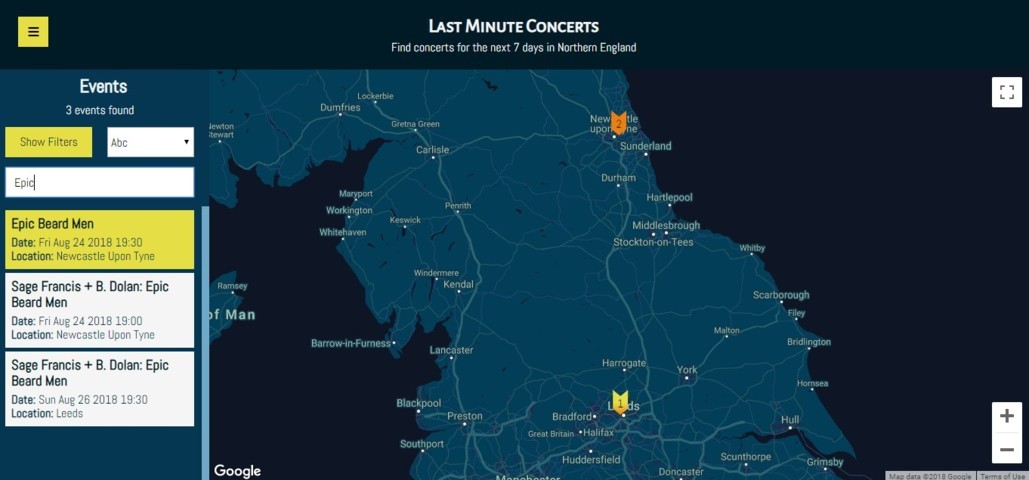 Last Minute Concerts
Find concerts for the next 7 days in Northern England
Events
3 events found
Show Filters
Abc
Epic
Epic Beard Men
Date: Fri Aug 24 2018 19:30
Location: Newcastle Upon Tyne
Sage Francis + B. Dolan: Epic
Beard Men
Date: Fri Aug 24 2018 19:00
Location: Newcastle Upon Tyne
Sage Francis + B. Dolan: Epic
Beard Men
Date: Sun Aug 26 2018 19:30
Location: Leeds
Lockerbie
Dumfries
Gretna Green
Stewart
Carlisle
2
Sunderland
Durham
Hartlepool
Maryport
Workington
Whitehaven
Keswick
Penrith
Middlesbrough
Stockton-on-Tees
Whitby
Windermere
Kendal
Ramsey
of Man
Scarborough
Filey
Malton
Bridlington
Barrow-in-Furness
Lancaster
Harrogate
York
Hornsea
1
Blackpool
Preston
Bradford
Great Britain
Halifax
Hull
Southport
Huddersfield
Scunthorpe
Grimsby
Doncaster
Google
Map data ©2018 Google
Terms of Use